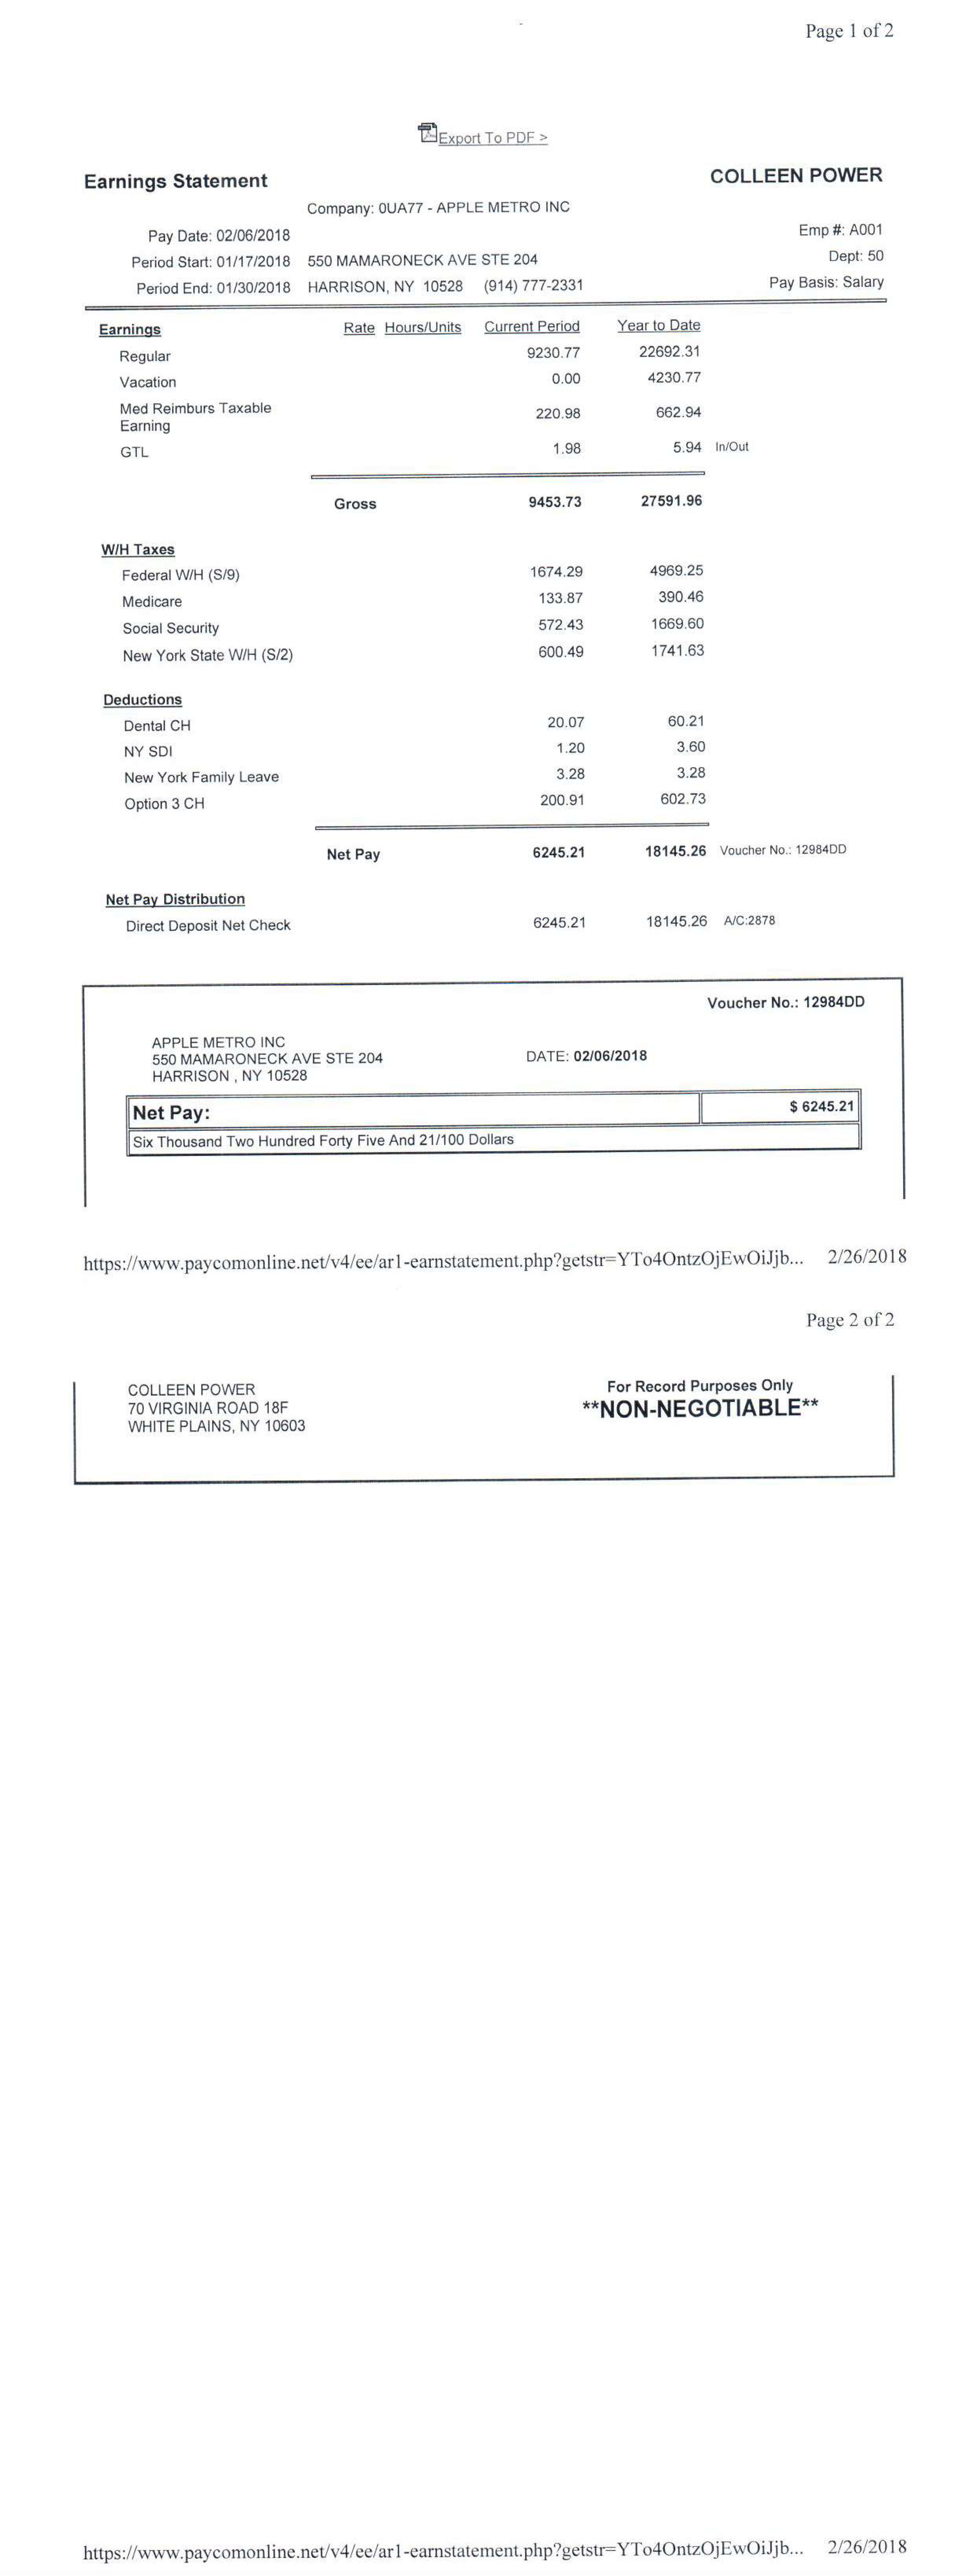 Page 1 of 2
Export To PDF >
Earnings Statement COLLEEN POWER
Company: 0UA77 - APPLE METRO INC
Pay Date: 02/06/2018 Emp #: A001
Period Start: 01/17/2018 550 MAMARONECK AVE STE 204 Dept: 50
Period End: 01/30/2018 HARRISON, NY 10528 (914) 777-2331 Pay Basis: Salary
Earnings Rate Hours/Units Current Period Year to Date
Regular 9230.77 22692.31
Vacation 0.00 4230.77
Med Reimburs Taxable
Earning 220.98 662.94
GTL 1.98 5.94 In/Out
Gross 9453.73 27591.96
W/H Taxes
Federal W/H (S/9) 1674.29 4969.25
Medicare 133.87 390.46
Social Security 572.43 1669.60
New York State W/H (S/2) 600.49 1741.63
Deductions
Dental CH 20.07 60.21
NY SDI 1.20 3.60
New York Family Leave 3.28 3.28
Option 3 CH 200.91 602.73
Net Pay 6245.21 18145.26 Voucher No.: 12984DD
Net Pay Distribution
Direct Deposit Net Check 6245.21 18145.26 A/C:2878
Voucher No.: 12984DD
APPLE METRO INC
550 MAMARONECK AVE STE 204 DATE: 02/06/2018
HARRISON , NY 10528
Net Pay: $ 6245.21
Six Thousand Two Hundred Forty Five And 21/100 Dollars
https://www.paycomonline.net/v4/ee/ar1-earnstatement.php?getstr=YTo4OntzOjEwOiJjb... 2/26/2018
Page 2 of 2
COLLEEN POWER For Record Purposes Only
70 VIRGINIA ROAD 18F **NON-NEGOTIABLE**
WHITE PLAINS, NY 10603
https://www.paycomonline.net/v4/ee/ar1-earnstatement.php?getstr=YTo4OntzOjEwOiJjb... 2/26/2018